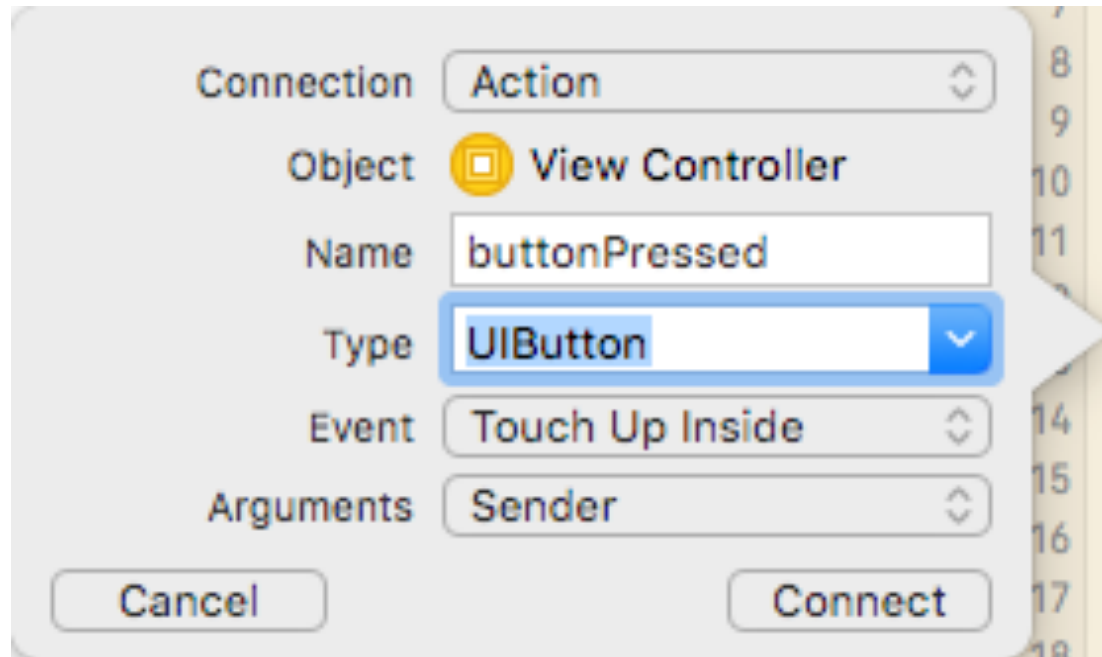 Connection Action
8
9
Object View Controller
10
Name buttonPressed
11
Type UIButton
Event Touch Up Inside
14
Arguments Sender
15
16
Cancel Connect
17
18